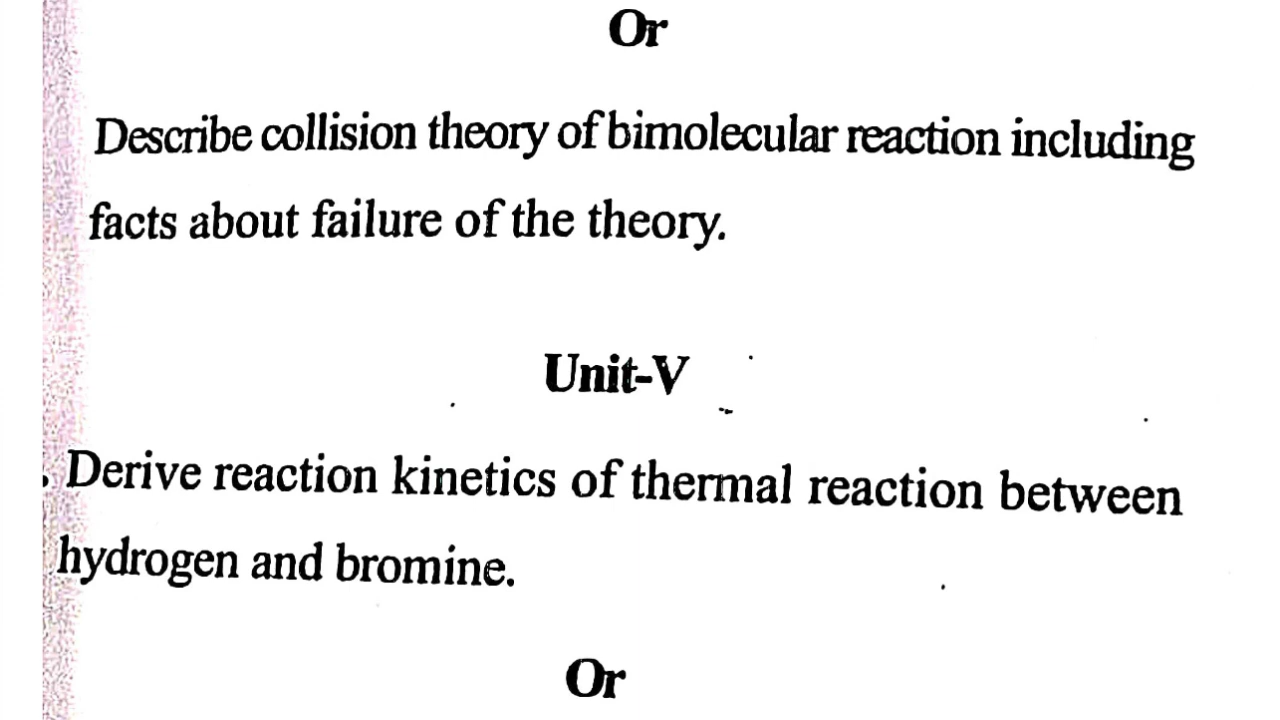 Or
Describe collision theory of bimolecular reaction including
facts about failure of the theory.
Unit-V
. Derive reaction kinetics of thermal reaction between
hydrogen and bromine.
Or